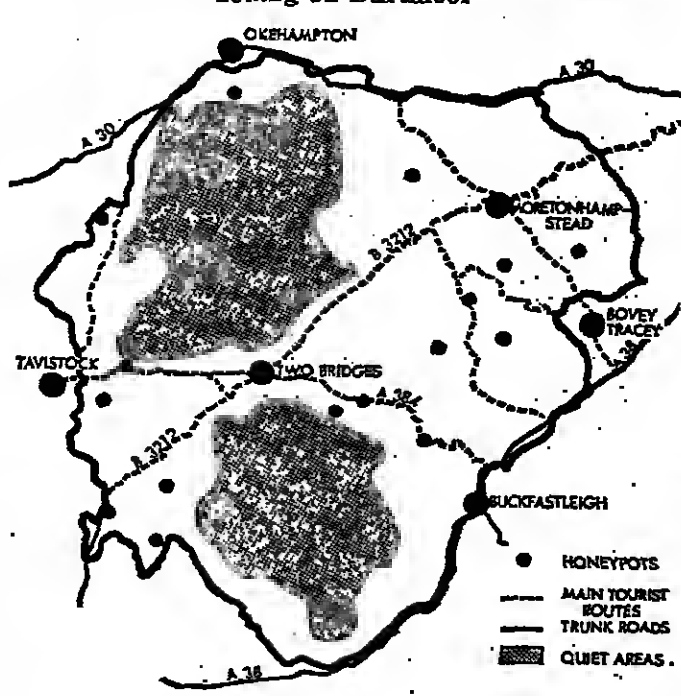 OKEHAMPTON
A 30
A 30
MORETONHAMP-
STEAD
B 3212
BOVEY
TRACEY
A 38
TAVISTOCK
TWO BRIDGES
A 384
B 3212
BUCKFASTLEIGH
HONEYPOTS
MAIN TOURIST
ROUTES
TRUNK ROADS
QUIET AREAS
A 38